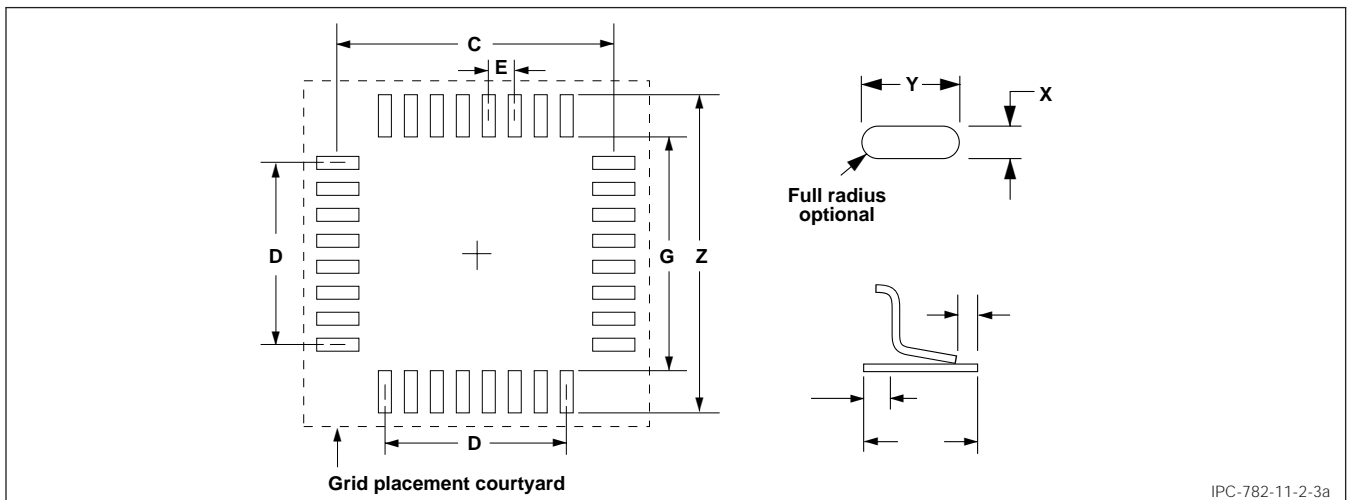 C
E
Y
X
Full radius
optional
D
G
Z
D
Grid placement courtyard
IPC-782-11-2-3a